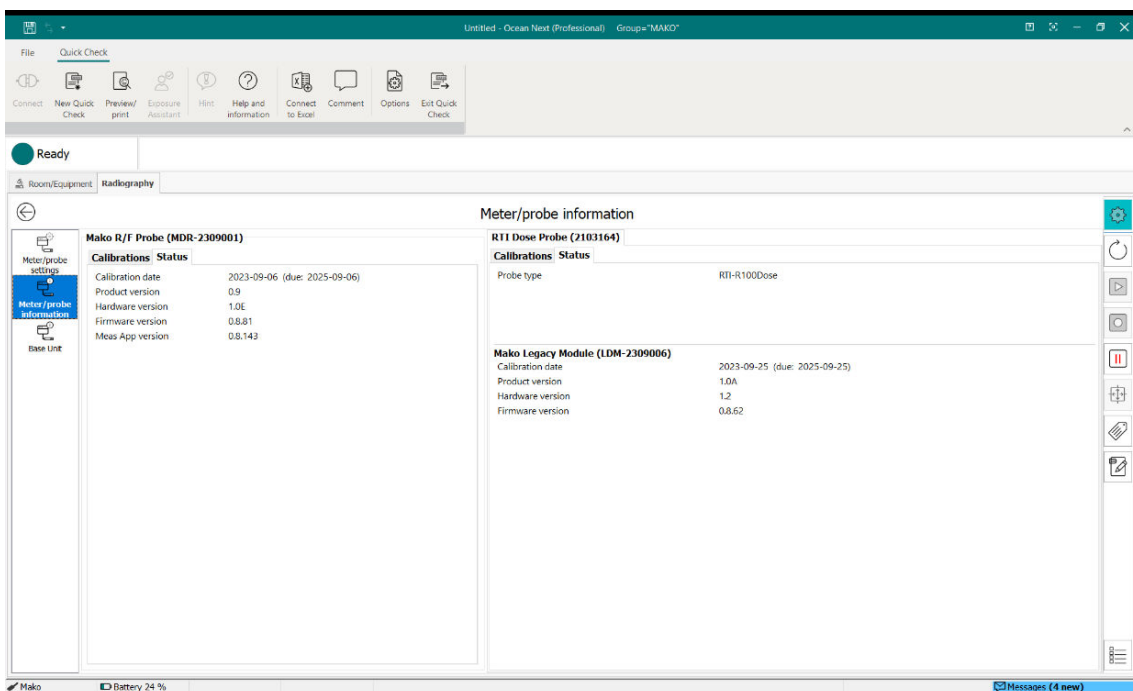 Untitled - Ocean Next (Professional) Group="MAKO"
File Quick Check
Connect New Quick Check Preview/ print Exposure Assistant Hint Help and information Connect to Excel Comment Options Exit Quick Check
Ready
Room/Equipment Radiography
Meter/probe information
Meter/probe settings
Meter/probe information
Base Unit
Mako R/F Probe (MDR-2309001)
Calibrations Status
Calibration date 2023-09-06 (due: 2025-09-06)
Product version 0.9
Hardware version 1.0E
Firmware version 0.8.81
Meas App version 0.8.143
RTI Dose Probe (2103164)
Calibrations Status
Probe type RTI-R100Dose
Mako Legacy Module (LDM-2309006)
Calibration date 2023-09-25 (due: 2025-09-25)
Product version 1.0A
Hardware version 1.2
Firmware version 0.8.62
Mako Battery 24 % Messages (4 new)